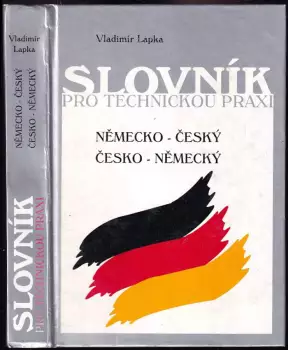 Vladimír
Lapka
NĚMECKO - ČESKÝ
ČESKO - NĚMECKÝ
SLOVNÍK
PRO TECHNICKOU PRAXI
Vladimír Lapka
SLOVNÍK
PRO TECHNICKOU PRAXI
NĚMECKO - ČESKÝ
ČESKO - NĚMECKÝ